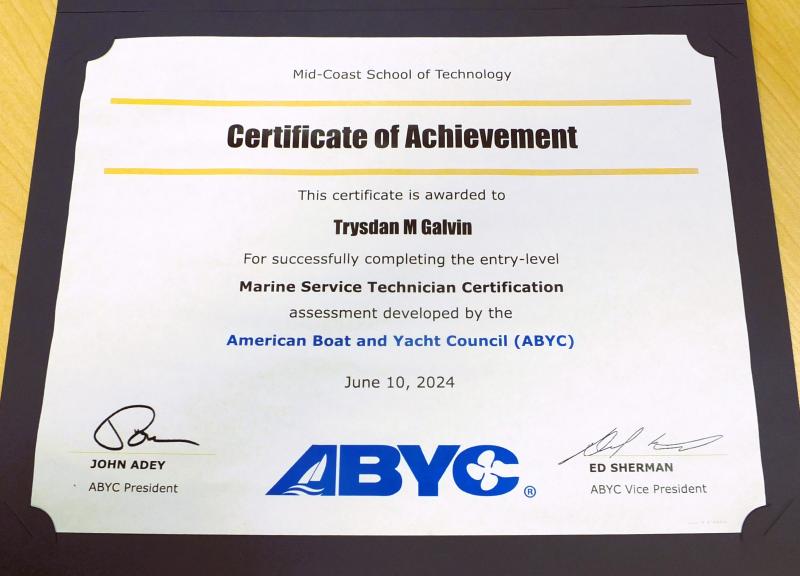 Mid-Coast School of Technology
Certificate of Achievement
This certificate is awarded to
Trysdan M Galvin
For successfully completing the entry-level
Marine Service Technician Certification
assessment developed by the
American Boat and Yacht Council (ABYC)
June 10, 2024
JOHN ADEY
ABYC President
ABYC®
ED SHERMAN
ABYC Vice President